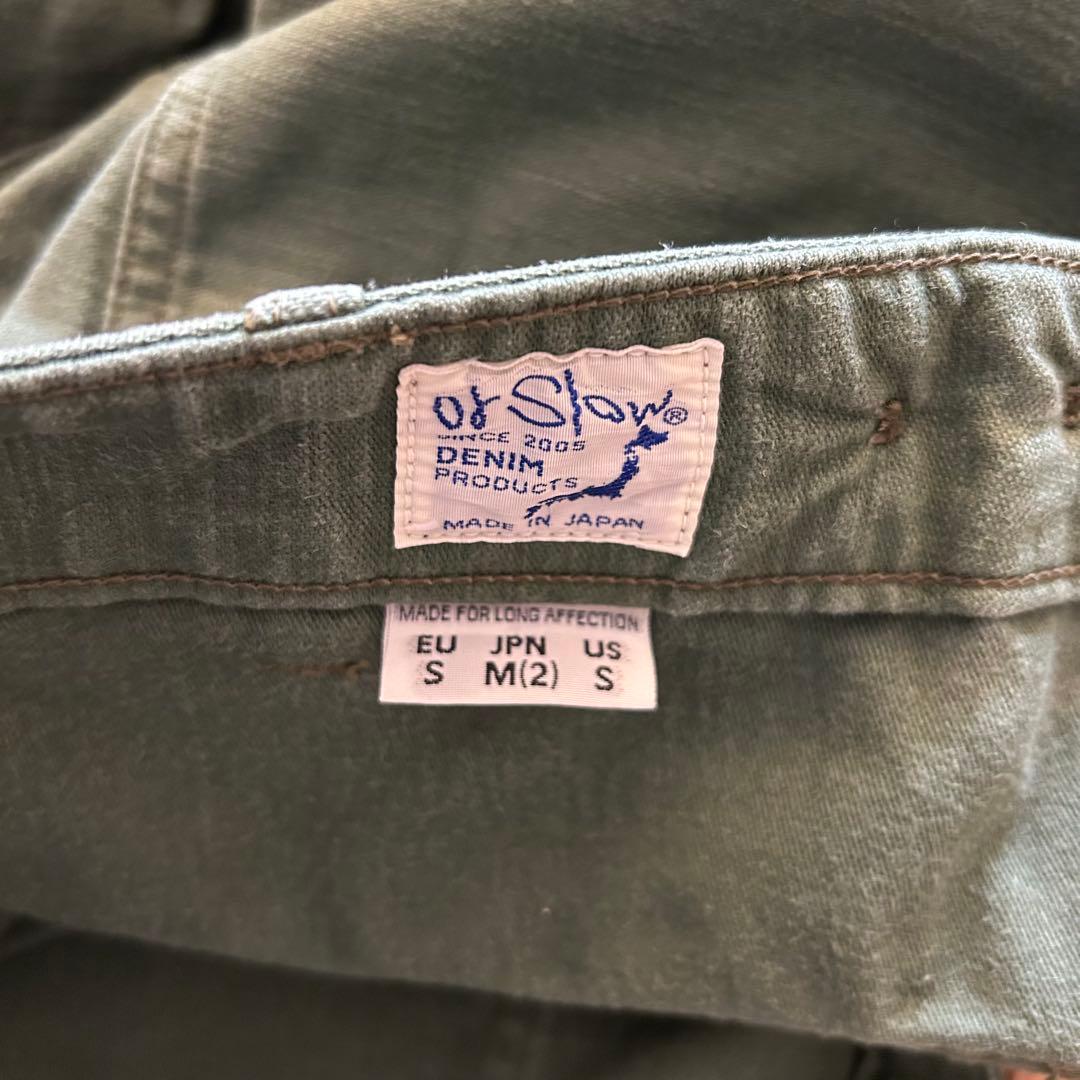 or Slow®
SINCE 2005
DENIM
PRODUCTS
MADE IN JAPAN
MADE FOR LONG AFFECTION
EU JPN US
S M(2) S